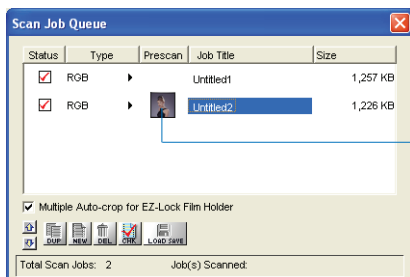 Scan Job Queue
Status Type Prescan Job Title Size
RGB Untitled1 1,257 KB
RGB Untitled2 1,226 KB
Multiple Auto-crop for EZ-Lock Film Holder
DUP NEW DEL CHK LOAD SAVE
Total Scan Jobs: 2 Job(s) Scanned: